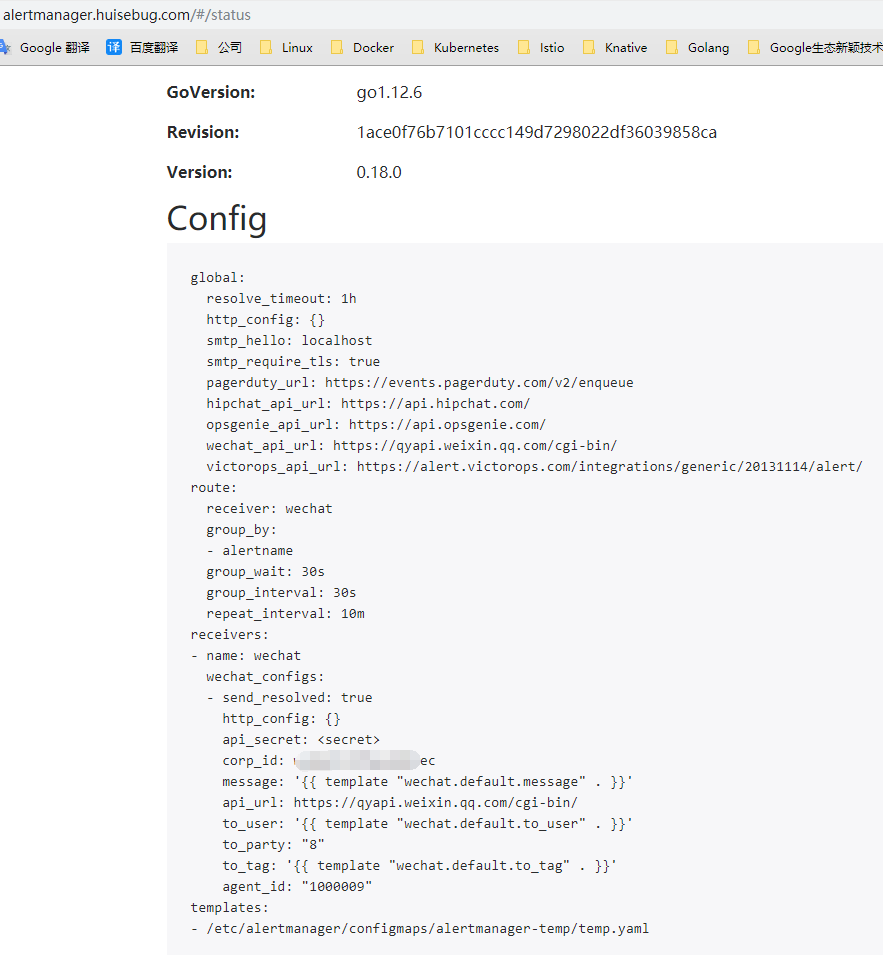 alertmanager.huisebug.com/#/status
Google 翻译 译 百度翻译 公司 Linux Docker Kubernetes Istio Knative Golang Google生态新颖技术
GoVersion: go1.12.6
Revision: 1ace0f76b7101cccc149d7298022df36039858ca
Version: 0.18.0
Config
global:
  resolve_timeout: 1h
  http_config: {}
  smtp_hello: localhost
  smtp_require_tls: true
  pagerduty_url: https://events.pagerduty.com/v2/enqueue
  hipchat_api_url: https://api.hipchat.com/
  opsgenie_api_url: https://api.opsgenie.com/
  wechat_api_url: https://qyapi.weixin.qq.com/cgi-bin/
  victorops_api_url: https://alert.victorops.com/integrations/generic/20131114/alert/
route:
  receiver: wechat
  group_by:
  - alertname
  group_wait: 30s
  group_interval: 30s
  repeat_interval: 10m
receivers:
- name: wechat
  wechat_configs:
  - send_resolved: true
    http_config: {}
    api_secret: <secret>
    corp_id: ec
    message: '{{ template "wechat.default.message" . }}'
    api_url: https://qyapi.weixin.qq.com/cgi-bin/
    to_user: '{{ template "wechat.default.to_user" . }}'
    to_party: "8"
    to_tag: '{{ template "wechat.default.to_tag" . }}'
    agent_id: "1000009"
templates:
- /etc/alertmanager/configmaps/alertmanager-temp/temp.yaml